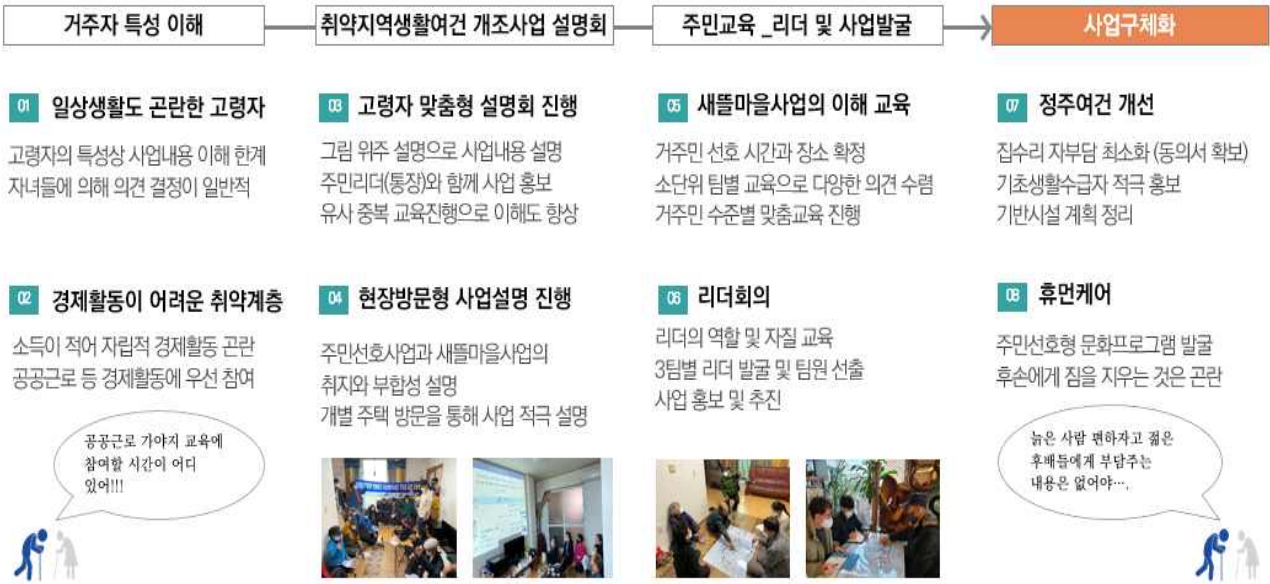 거주자 특성 이해
취약지역생활여건 개조사업 설명회
주민교육 _리더 및 사업발굴
사업구체화
01 일상생활도 곤란한 고령자
고령자의 특성상 사업내용 이해 한계
자녀들에 의해 의견 결정이 일반적
02 경제활동이 어려운 취약계층
소득이 적어 자립적 경제활동 곤란
공공근로 등 경제활동에 우선 참여
공공근로 가야지 교육에
참여할 시간이 어디
있어!!!
03 고령자 맞춤형 설명회 진행
그림 위주 설명으로 사업내용 설명
주민리더(통장)와 함께 사업 홍보
유사 중복 교육진행으로 이해도 향상
04 현장방문형 사업설명 진행
주민선호사업과 새뜰마을사업의
취지와 부합성 설명
개별 주택 방문을 통해 사업 적극 설명
05 새뜰마을사업의 이해 교육
거주민 선호 시간과 장소 확정
소단위 팀별 교육으로 다양한 의견 수렴
거주민 수준별 맞춤교육 진행
06 리더회의
리더의 역할 및 자질 교육
3팀별 리더 발굴 및 팀원 선출
사업 홍보 및 추진
07 정주여건 개선
집수리 자부담 최소화 (동의서 확보)
기초생활수급자 적극 홍보
기반시설 계획 정리
08 휴먼케어
주민선호형 문화프로그램 발굴
후손에게 짐을 지우는 것은 곤란
늙은 사람 편하자고 젊은
후배들에게 부담주는
내용은 없어야….